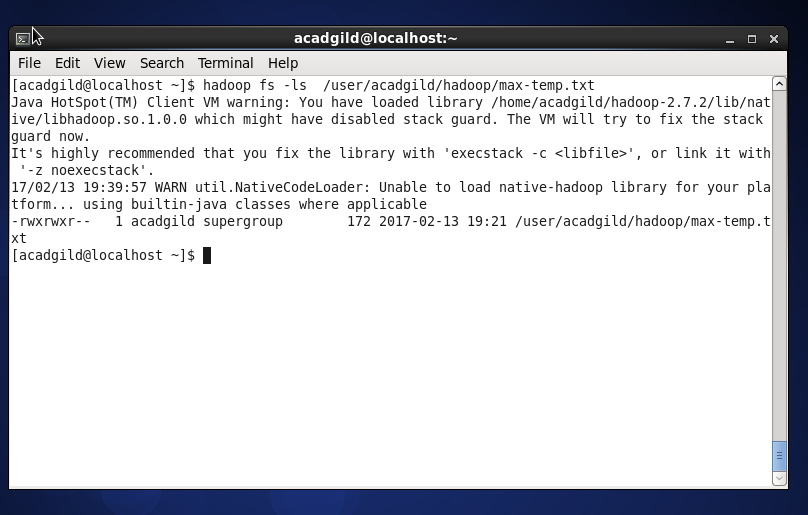 acadgild@localhost:~
File Edit View Search Terminal Help
[acadgild@localhost ~]$ hadoop fs -ls  /user/acadgild/hadoop/max-temp.txt
Java HotSpot(TM) Client VM warning: You have loaded library /home/acadgild/hadoop-2.7.2/lib/nat
ive/libhadoop.so.1.0.0 which might have disabled stack guard. The VM will try to fix the stack
guard now.
It's highly recommended that you fix the library with 'execstack -c <libfile>', or link it with
 '-z noexecstack'.
17/02/13 19:39:57 WARN util.NativeCodeLoader: Unable to load native-hadoop library for your pla
tform... using builtin-java classes where applicable
-rwxrwxr--   1 acadgild supergroup        172 2017-02-13 19:21 /user/acadgild/hadoop/max-temp.t
xt
[acadgild@localhost ~]$